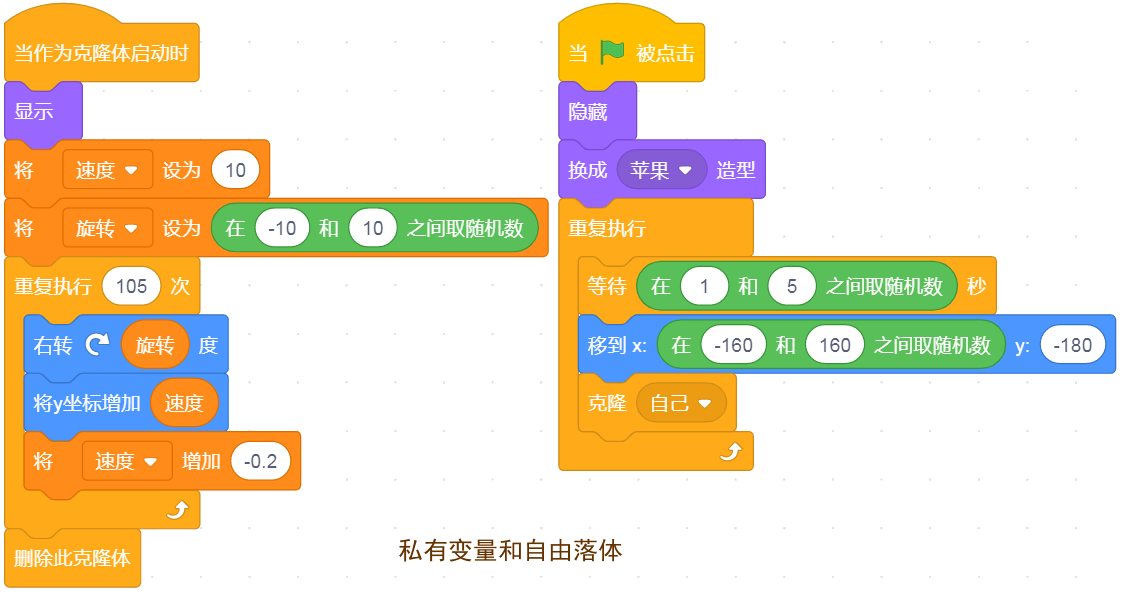 当作为克隆体启动时
显示
将 速度 设为 10
将 旋转 设为 在 -10 和 10 之间取随机数
重复执行 105 次
右转 旋转 度
将y坐标增加 速度
将 速度 增加 -0.2
删除此克隆体
当 被点击
隐藏
换成 苹果 造型
重复执行
等待 在 1 和 5 之间取随机数 秒
移到 x: 在 -160 和 160 之间取随机数 y: -180
克隆 自己
私有变量和自由落体